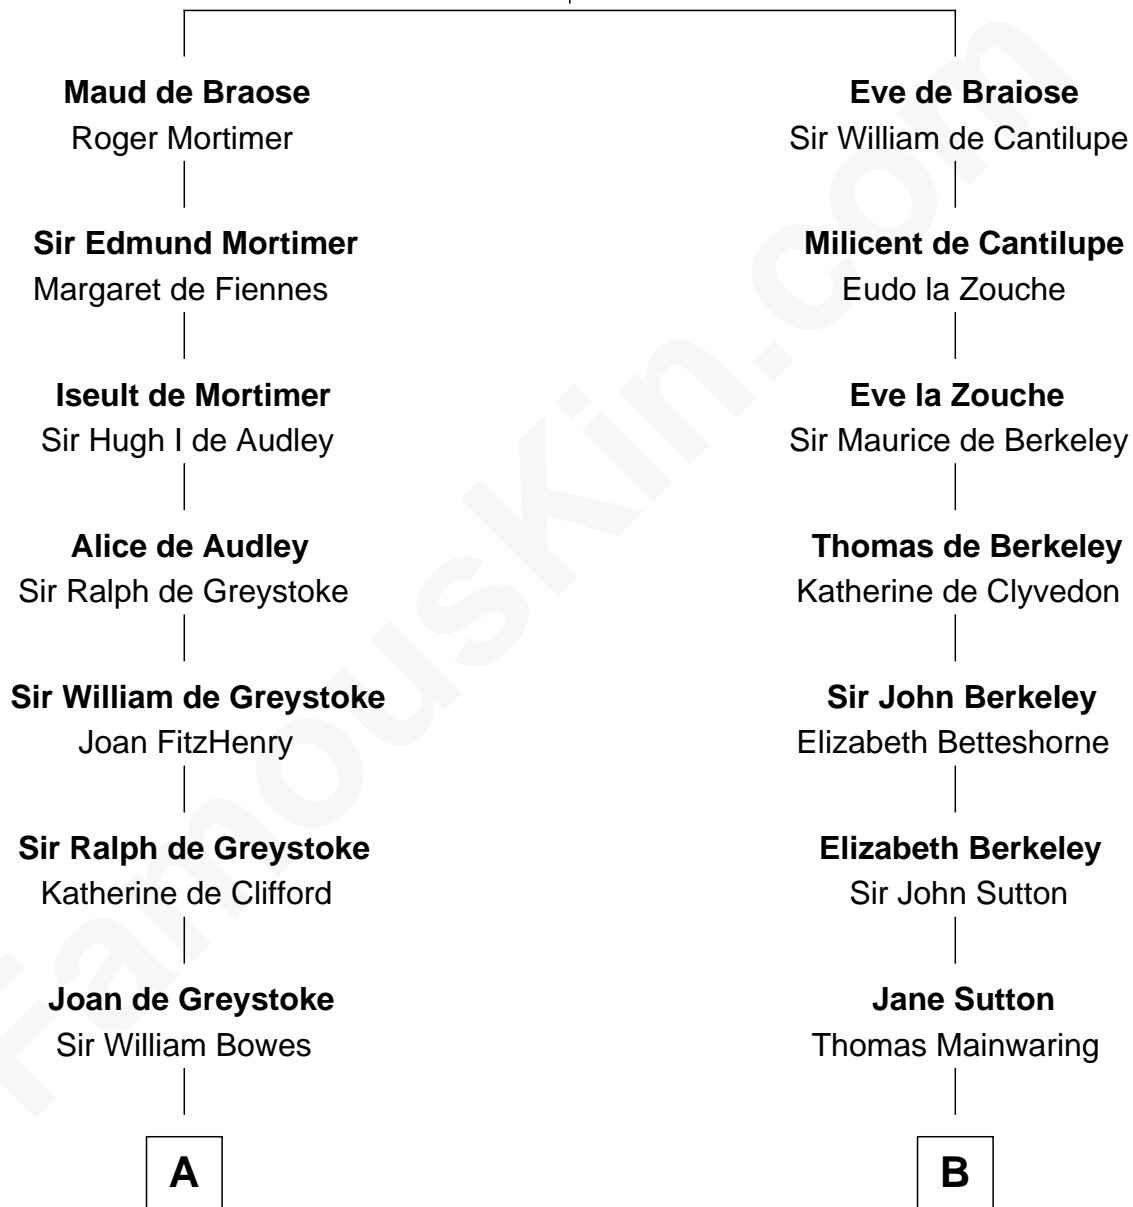 Maud de Braose
Roger Mortimer
Sir Edmund Mortimer
Margaret de Fiennes
Iseult de Mortimer
Sir Hugh I de Audley
Alice de Audley
Sir Ralph de Greystoke
Sir William de Greystoke
Joan FitzHenry
Sir Ralph de Greystoke
Katherine de Clifford
Joan de Greystoke
Sir William Bowes
A
Eve de Braiose
Sir William de Cantilupe
Milicent de Cantilupe
Eudo la Zouche
Eve la Zouche
Sir Maurice de Berkeley
Thomas de Berkeley
Katherine de Clyvedon
Sir John Berkeley
Elizabeth Betteshorne
Elizabeth Berkeley
Sir John Sutton
Jane Sutton
Thomas Mainwaring
B
FamousKin.com